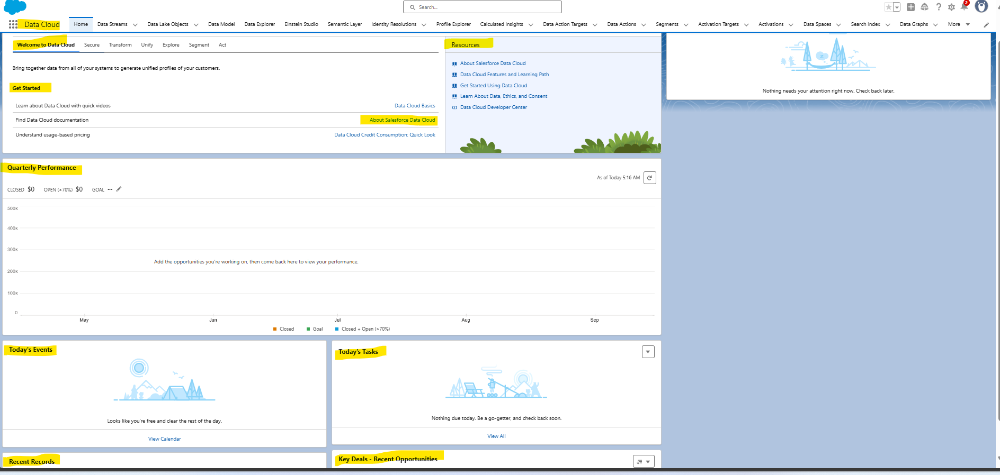 Search...
2
Data Cloud
Home Data Streams Data Lake Objects Data Model Data Explorer Einstein Studio Semantic Layer Identity Resolutions Profile Explorer Calculated Insights Data Action Targets Data Actions Segments Activation Targets Activations Data Spaces Search Index Data Graphs More
Welcome to Data Cloud Secure Transform Unify Explore Segment Act
Bring together data from all of your systems to generate unified profiles of your customers.
Get Started
Learn about Data Cloud with quick videos Data Cloud Basics
Find Data Cloud documentation About Salesforce Data Cloud
Understand usage-based pricing Data Cloud Credit Consumption: Quick Look
Resources
About Salesforce Data Cloud
Data Cloud Features and Learning Path
Get Started Using Data Cloud
Learn About Data, Ethics, and Consent
Data Cloud Developer Center
Nothing needs your attention right now. Check back later.
Quarterly Performance
As of Today 5:16 AM
CLOSED $0 OPEN (>70%) $0 GOAL --
500K
400K
300K
Add the opportunities you're working on, then come back here to view your performance.
200K
100K
0
May Jun Jul Aug Sep
Closed Goal Closed + Open (>70%)
Today's Events
Looks like you're free and clear the rest of the day.
View Calendar
Today's Tasks
Nothing due today. Be a go-getter, and check back soon.
View All
Recent Records
Key Deals - Recent Opportunities